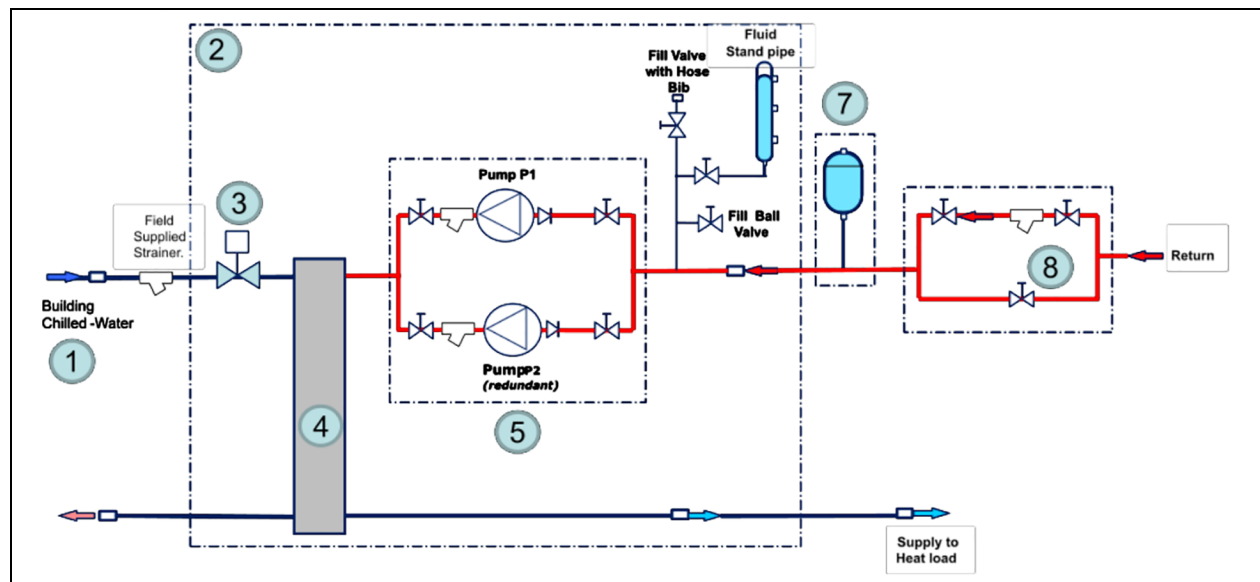 2
Fluid
Stand pipe
Fill Valve
with Hose
Bib
7
3
Pump P1
Field
Supplied
Strainer.
Fill Ball
Valve
8
Return
Building
Chilled -Water
1
PumpP2
(redundant)
4
5
Supply to
Heat load